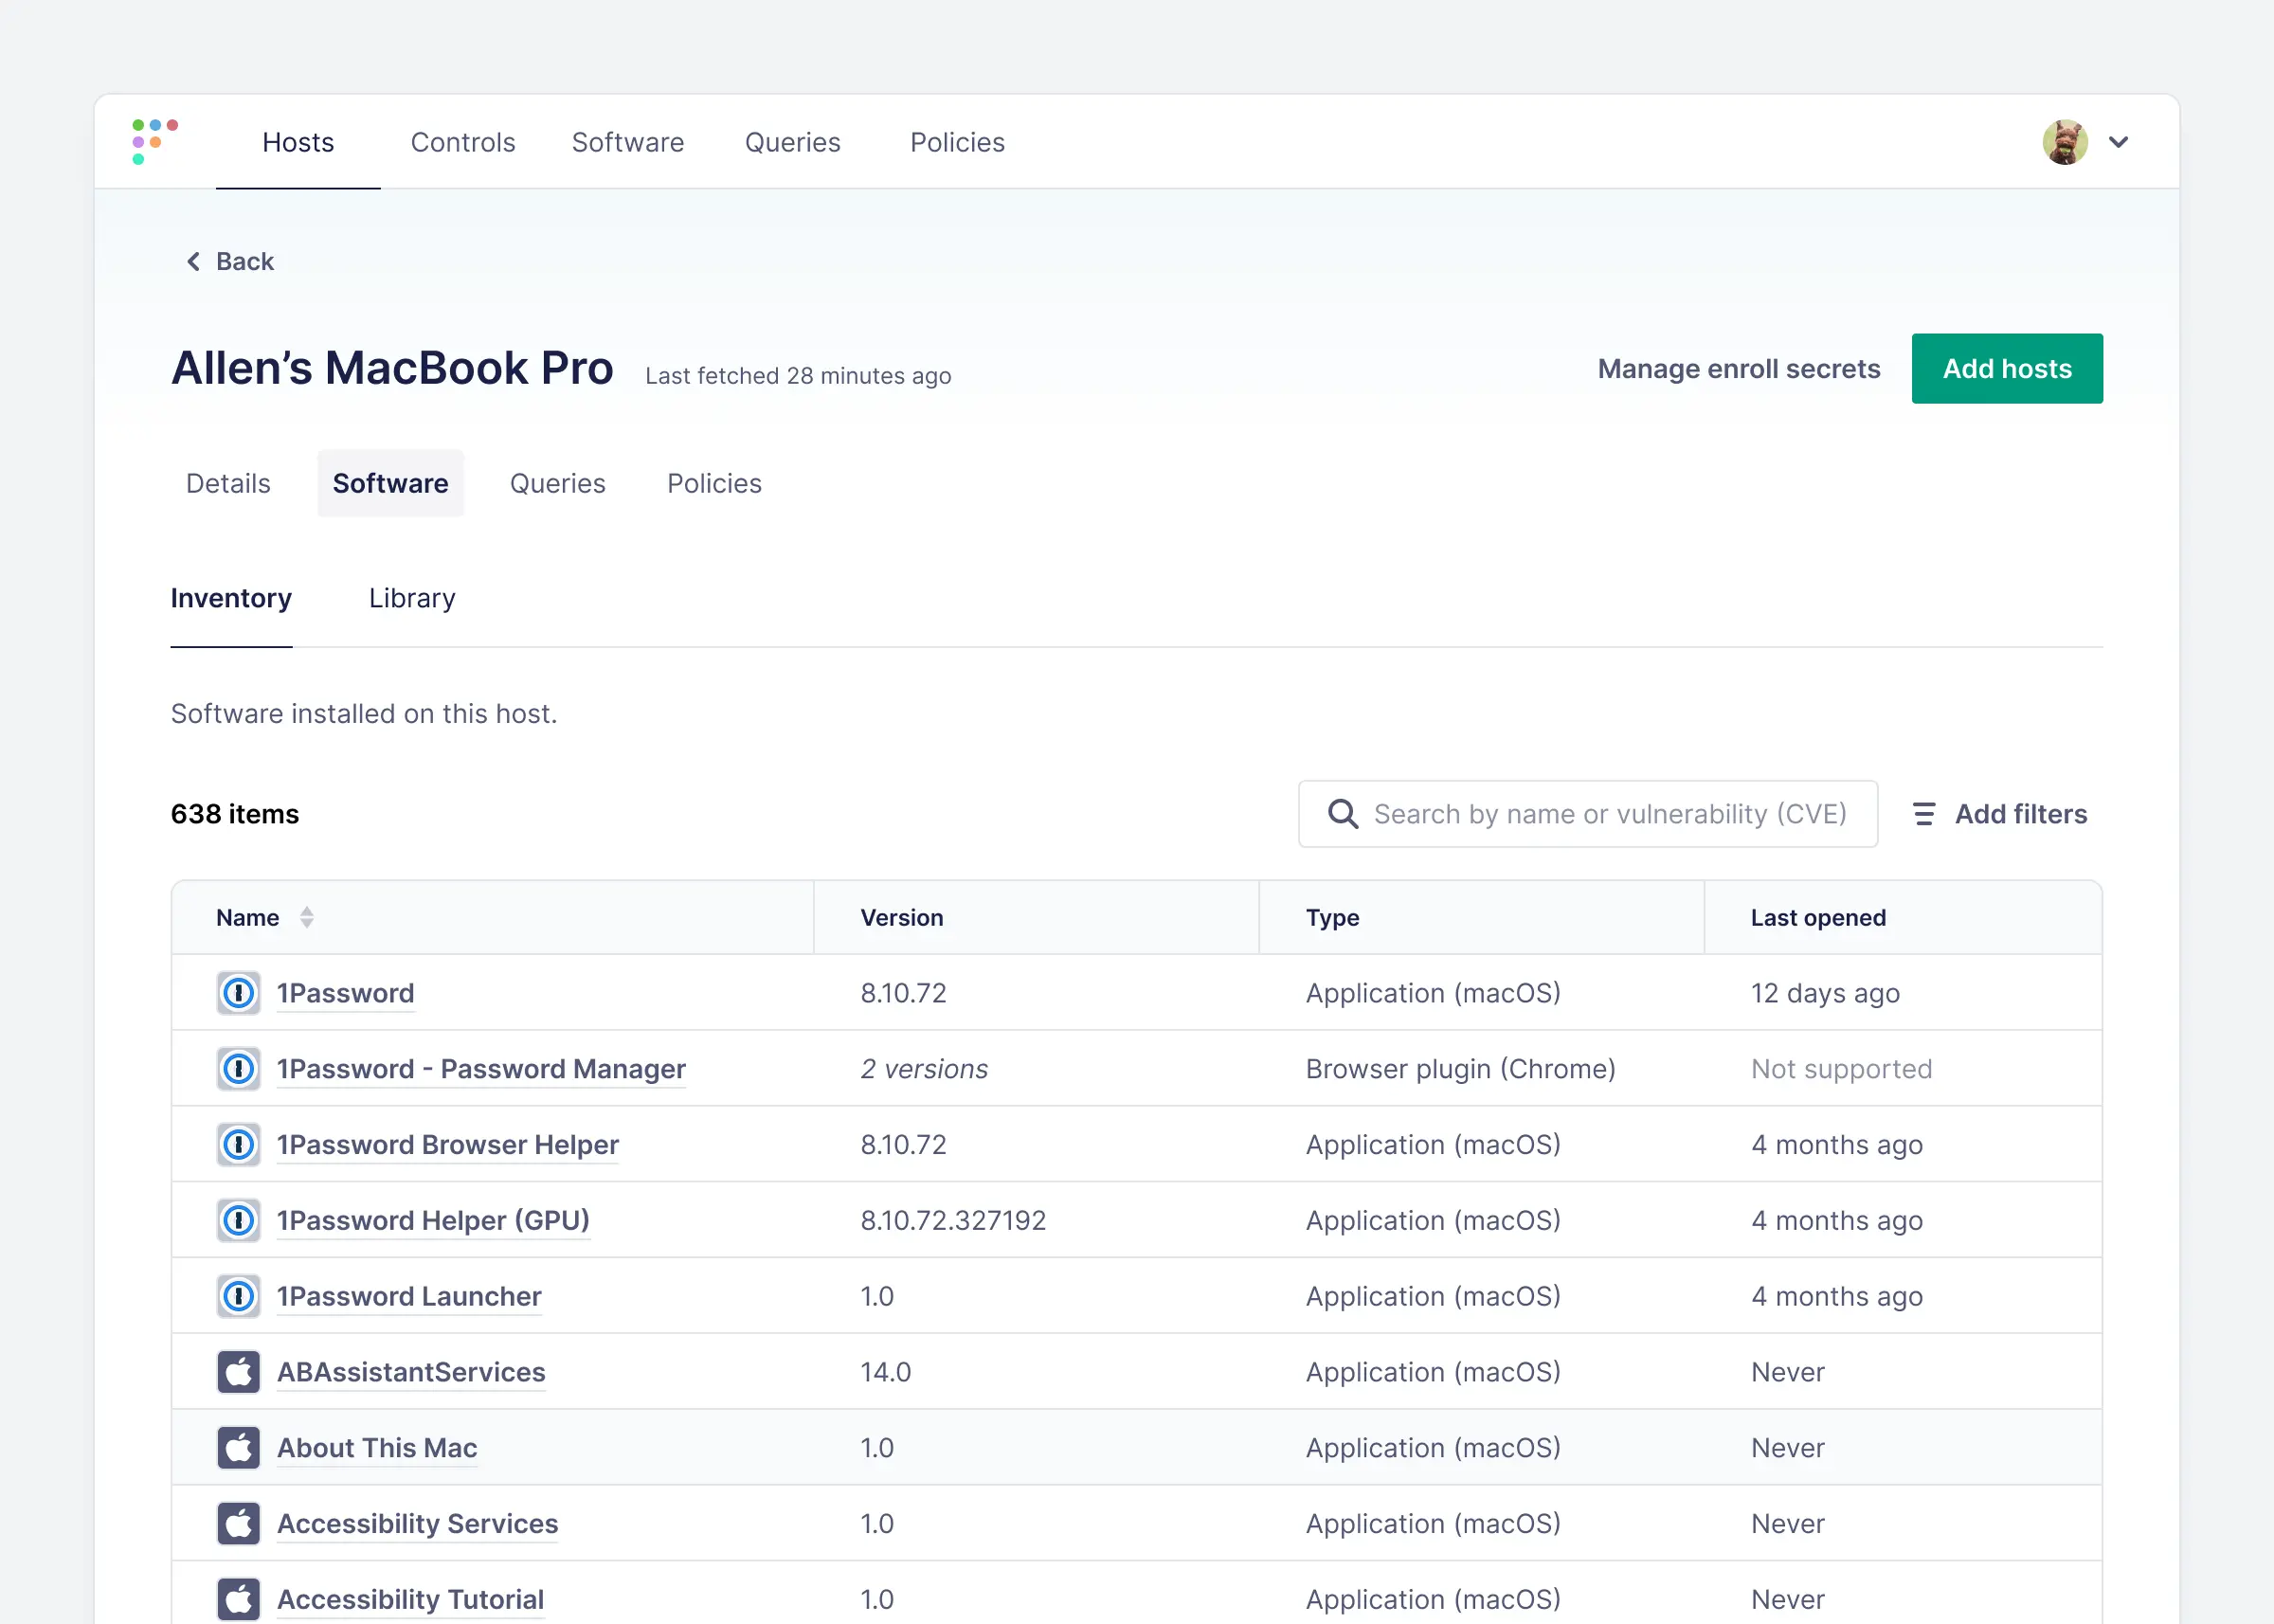 Hosts Controls Software Queries Policies
Back
Allen’s MacBook Pro Last fetched 28 minutes ago Manage enroll secrets Add hosts
Details Software Queries Policies
Inventory Library
Software installed on this host.
638 items Search by name or vulnerability (CVE) Add filters
Name Version Type Last opened
1Password 8.10.72 Application (macOS) 12 days ago
1Password - Password Manager 2 versions Browser plugin (Chrome) Not supported
1Password Browser Helper 8.10.72 Application (macOS) 4 months ago
1Password Helper (GPU) 8.10.72.327192 Application (macOS) 4 months ago
1Password Launcher 1.0 Application (macOS) 4 months ago
ABAssistantServices 14.0 Application (macOS) Never
About This Mac 1.0 Application (macOS) Never
Accessibility Services 1.0 Application (macOS) Never
Accessibility Tutorial 1.0 Application (macOS) Never